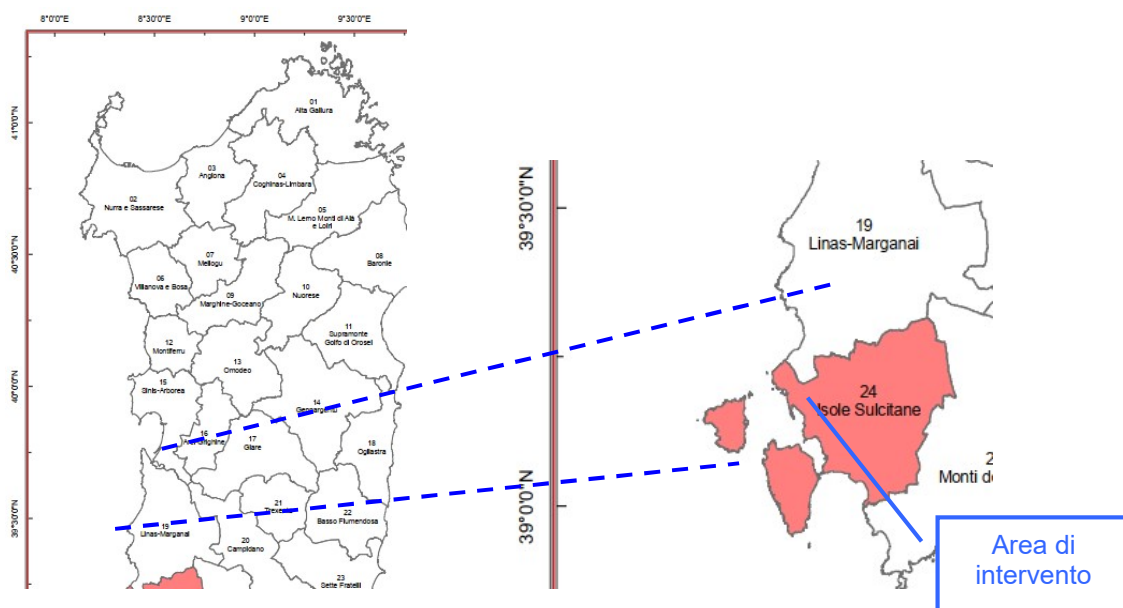 8°0'0"E
8°30'0"E
9°0'0"E
9°30'0"E
41°0'0"N
40°30'0"N
40°0'0"N
39°30'0"N
01
Alta Gallura
02
Nurra e Sassarese
03
Anglona
04
Coghinas-Limbara
05
M. Lerno Monti di Alà
e Loiri
06
Villanova e Bosa
07
Meilogu
08
Baronie
09
Marghine-Goceano
10
Nuorese
11
Supramonte
Golfo di Orosei
12
Montiferru
13
Omodeo
14
Gennargentu
15
Sinis-Arborea
16
17
Giare
18
Ogliastra
19
Linas-Marganai
20
Campidano
21
Trexenta
22
Basso Flumendosa
23
Sette Fratelli
39°30'0"N
39°0'0"N
19
Linas-Marganai
24
Isole Sulcitane
2
Monti de
Area di
intervento